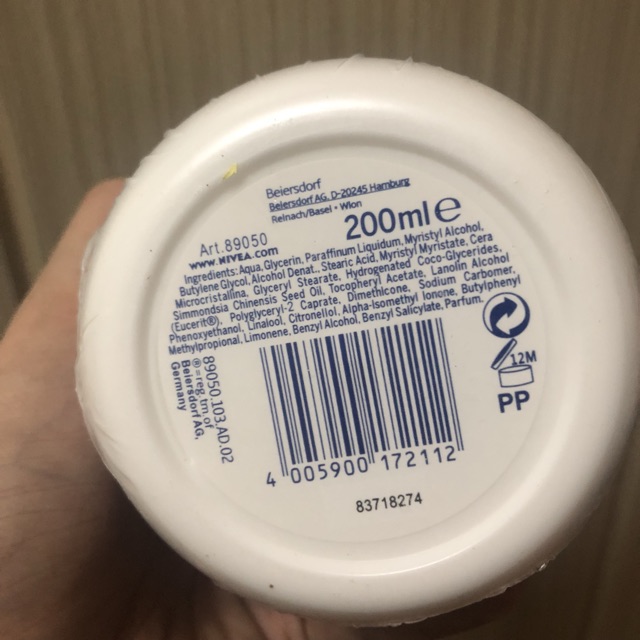 Beiersdorf
Beiersdorf AG, D-20245 Hamburg
Reinach/Basel • Wien
200ml e
Art.89050
www.NIVEA.com
Ingredients: Aqua, Glycerin, Paraffinum Liquidum, Myristyl Alcohol,
Butylene Glycol, Alcohol Denat., Stearic Acid, Myristyl Myristate, Cera
Microcristallina, Glyceryl Stearate, Hydrogenated Coco-Glycerides,
Simmondsia Chinensis Seed Oil, Tocopheryl Acetate, Lanolin Alcohol
(Eucerit®), Polyglyceryl-2 Caprate, Dimethicone, Sodium Carbomer,
Phenoxyethanol, Linalool, Citronellol, Alpha-Isomethyl Ionone, Butylphenyl
Methylpropional, Limonene, Benzyl Alcohol, Benzyl Salicylate, Parfum.
12M
PP
89050.103.AD.02
®=reg. tm of
Beiersdorf AG,
Germany
4 005900 172112
83718274